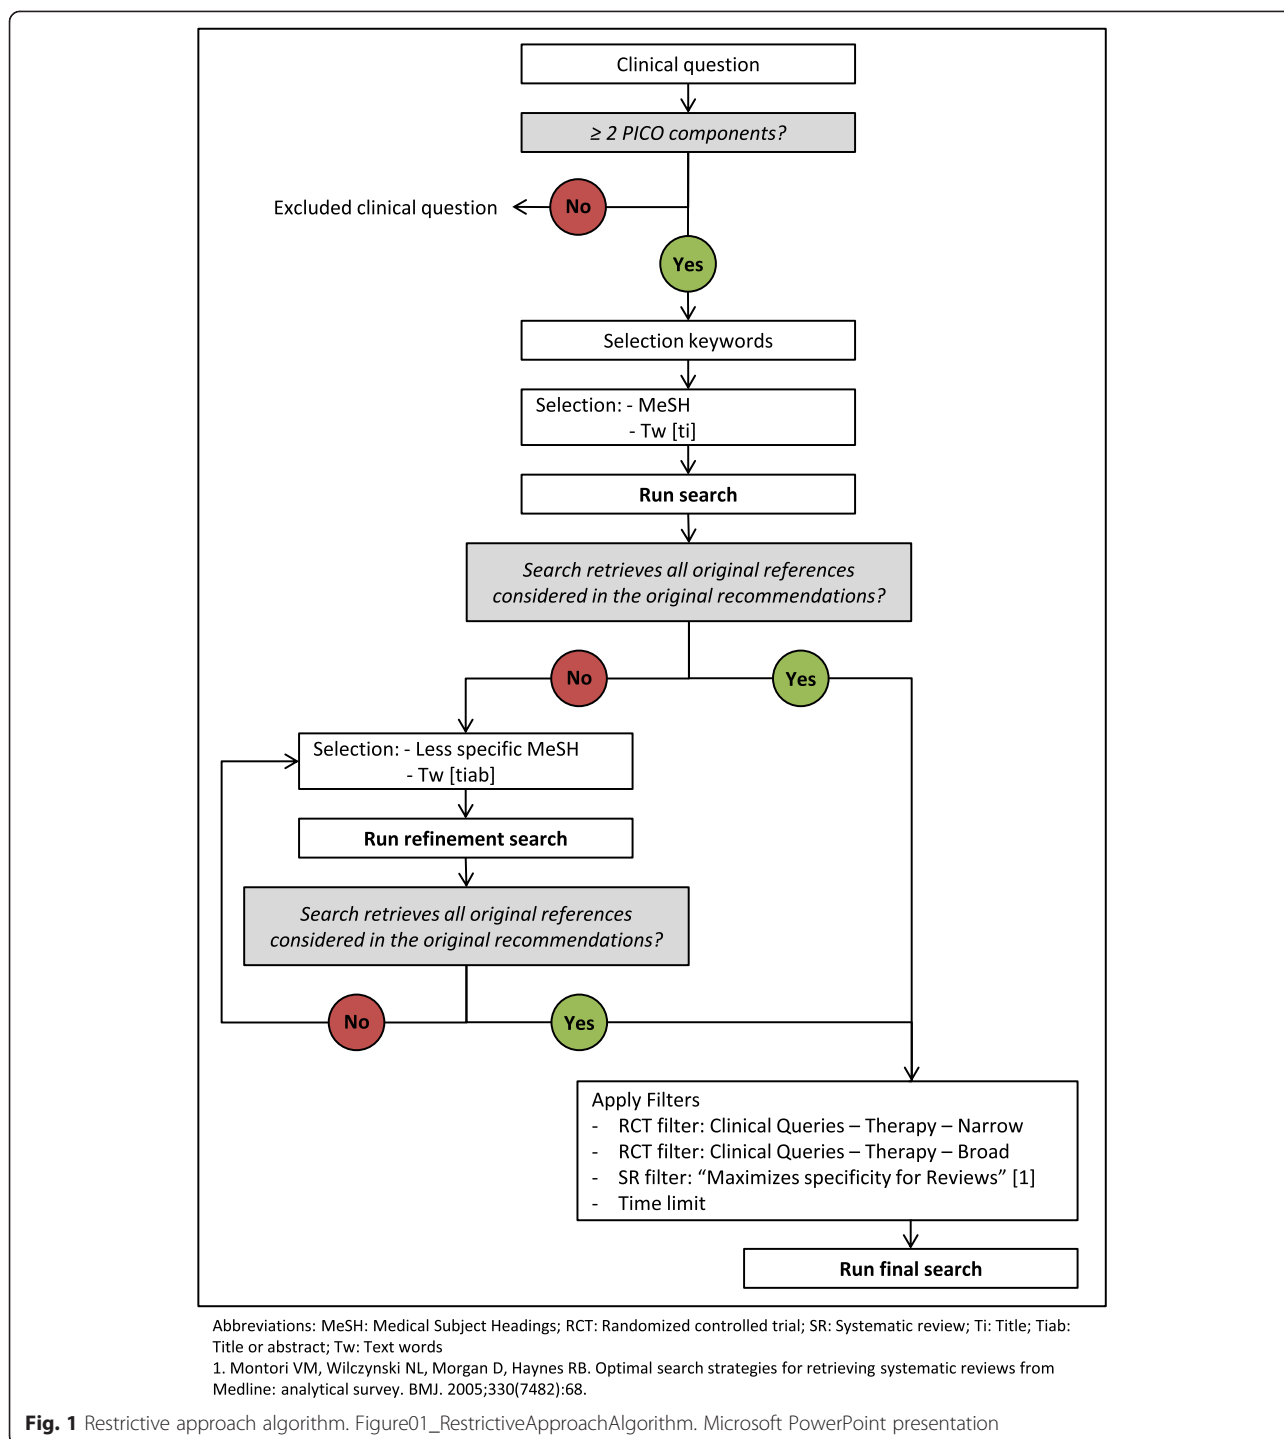 Clinical question
≥ 2 PICO components?
No
Excluded clinical question
Yes
Selection keywords
Selection: - MeSH
- Tw [ti]
Run search
Search retrieves all original references
considered in the original recommendations?
No
Yes
Selection: - Less specific MeSH
- Tw [tiab]
Run refinement search
Search retrieves all original references
considered in the original recommendations?
No
Yes
Apply Filters
- RCT filter: Clinical Queries – Therapy – Narrow
- RCT filter: Clinical Queries – Therapy – Broad
- SR filter: “Maximizes specificity for Reviews” [1]
- Time limit
Run final search
Abbreviations: MeSH: Medical Subject Headings; RCT: Randomized controlled trial; SR: Systematic review; Ti: Title; Tiab:
Title or abstract; Tw: Text words
1. Montori VM, Wilczynski NL, Morgan D, Haynes RB. Optimal search strategies for retrieving systematic reviews from
Medline: analytical survey. BMJ. 2005;330(7482):68.
Fig. 1 Restrictive approach algorithm. Figure01_RestrictiveApproachAlgorithm. Microsoft PowerPoint presentation